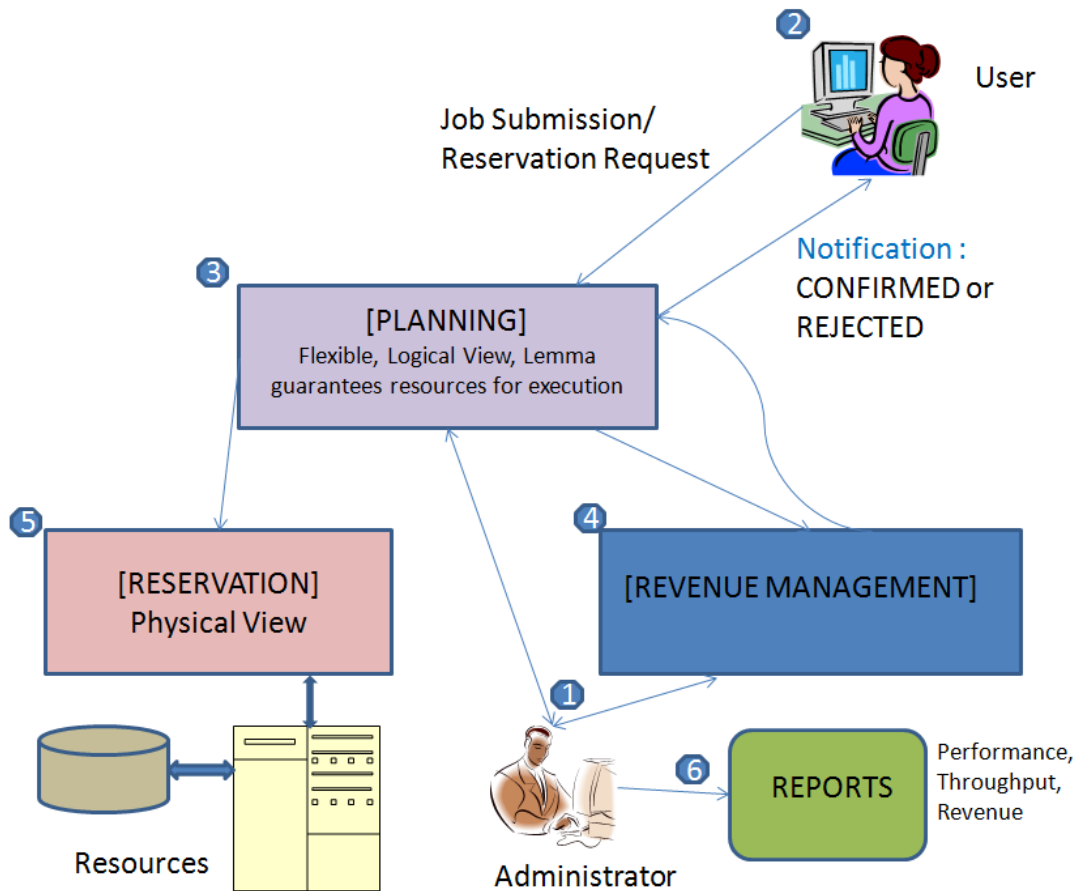 2
User
Job Submission/
Reservation Request
Notification :
CONFIRMED or
REJECTED
3
[PLANNING]
Flexible, Logical View, Lemma
guarantees resources for execution
5
[RESERVATION]
Physical View
4
[REVENUE MANAGEMENT]
1
6
REPORTS
Performance,
Throughput,
Revenue
Resources
Administrator